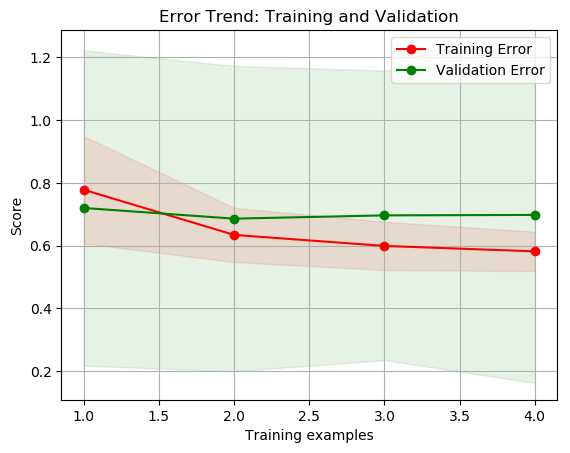 Error Trend: Training and Validation
Training Error
Validation Error
Score
1.2
1.0
0.8
0.6
0.4
0.2
1.0 1.5 2.0 2.5 3.0 3.5 4.0
Training examples